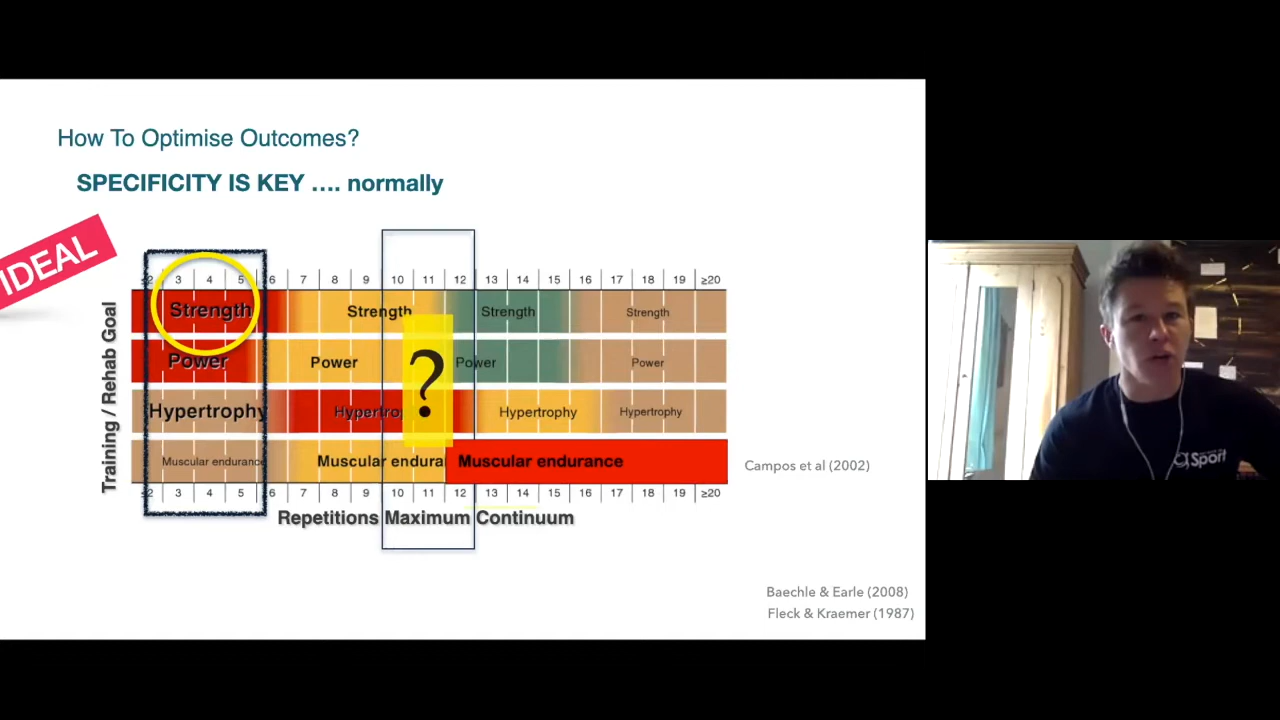 How To Optimise Outcomes?
SPECIFICITY IS KEY …. normally
IDEAL
≤2 3 4 5 6 7 8 9 10 11 12 13 14 15 16 17 18 19 ≥20
Training / Rehab Goal
Strength Strength Strength Strength
Power Power Power Power
?
Hypertrophy Hypertro Hypertrophy Hypertrophy
Muscular endurance Muscular endura Muscular endurance
2 3 4 5 6 7 8 9 10 11 12 13 14 15 16 17 18 19 ≥20
Repetitions Maximum Continuum
Campos et al (2002)
Baechle & Earle (2008)
Fleck & Kraemer (1987)
Sport